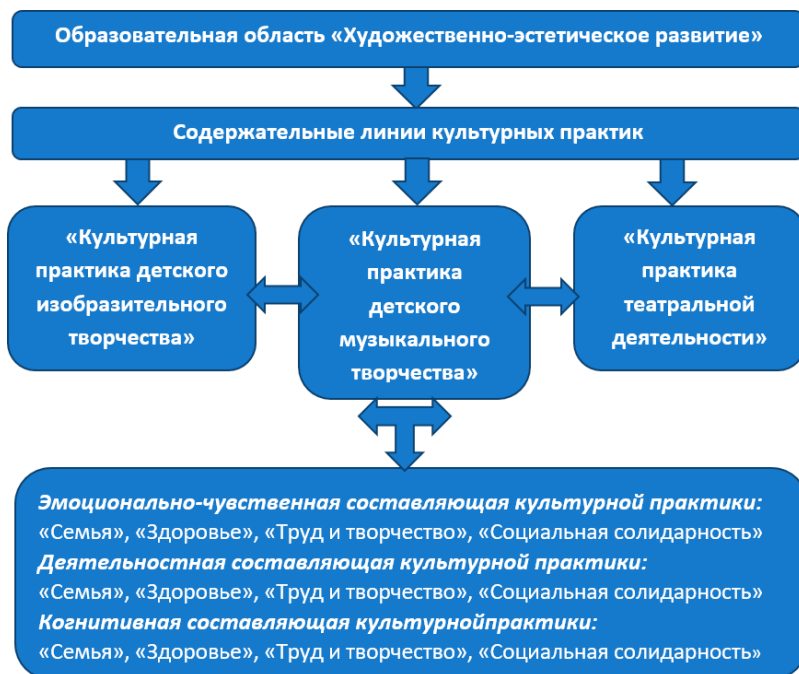 Образовательная область «Художественно-эстетическое развитие»
Содержательные линии культурных практик
«Культурная
практика детского
изобразительного
творчества»
«Культурная
практика
детского
музыкального
творчества»
«Культурная
практика
театральной
деятельности»
Эмоционально-чувственная составляющая культурной практики:
«Семья», «Здоровье», «Труд и творчество», «Социальная солидарность»
Деятельностная составляющая культурной практики:
«Семья», «Здоровье», «Труд и творчество», «Социальная солидарность»
Когнитивная составляющая культурнойпрактики:
«Семья», «Здоровье», «Труд и творчество», «Социальная солидарность»